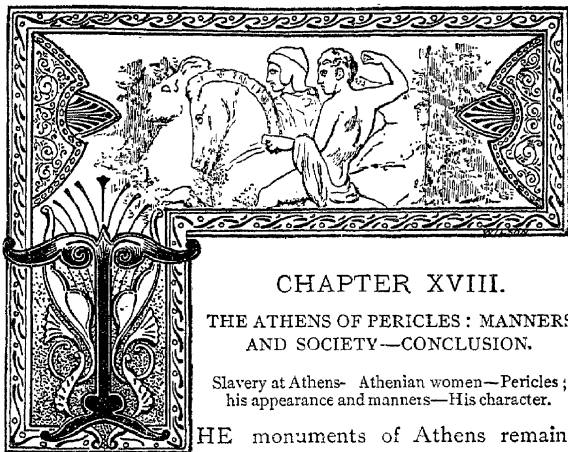 CHAPTER XVIII.
THE ATHENS OF PERICLES: MANNERS
AND SOCIETY—CONCLUSION.
Slavery at Athens- Athenian women—Pericles;
his appearance and manners—His character.
THE monuments of Athens remain